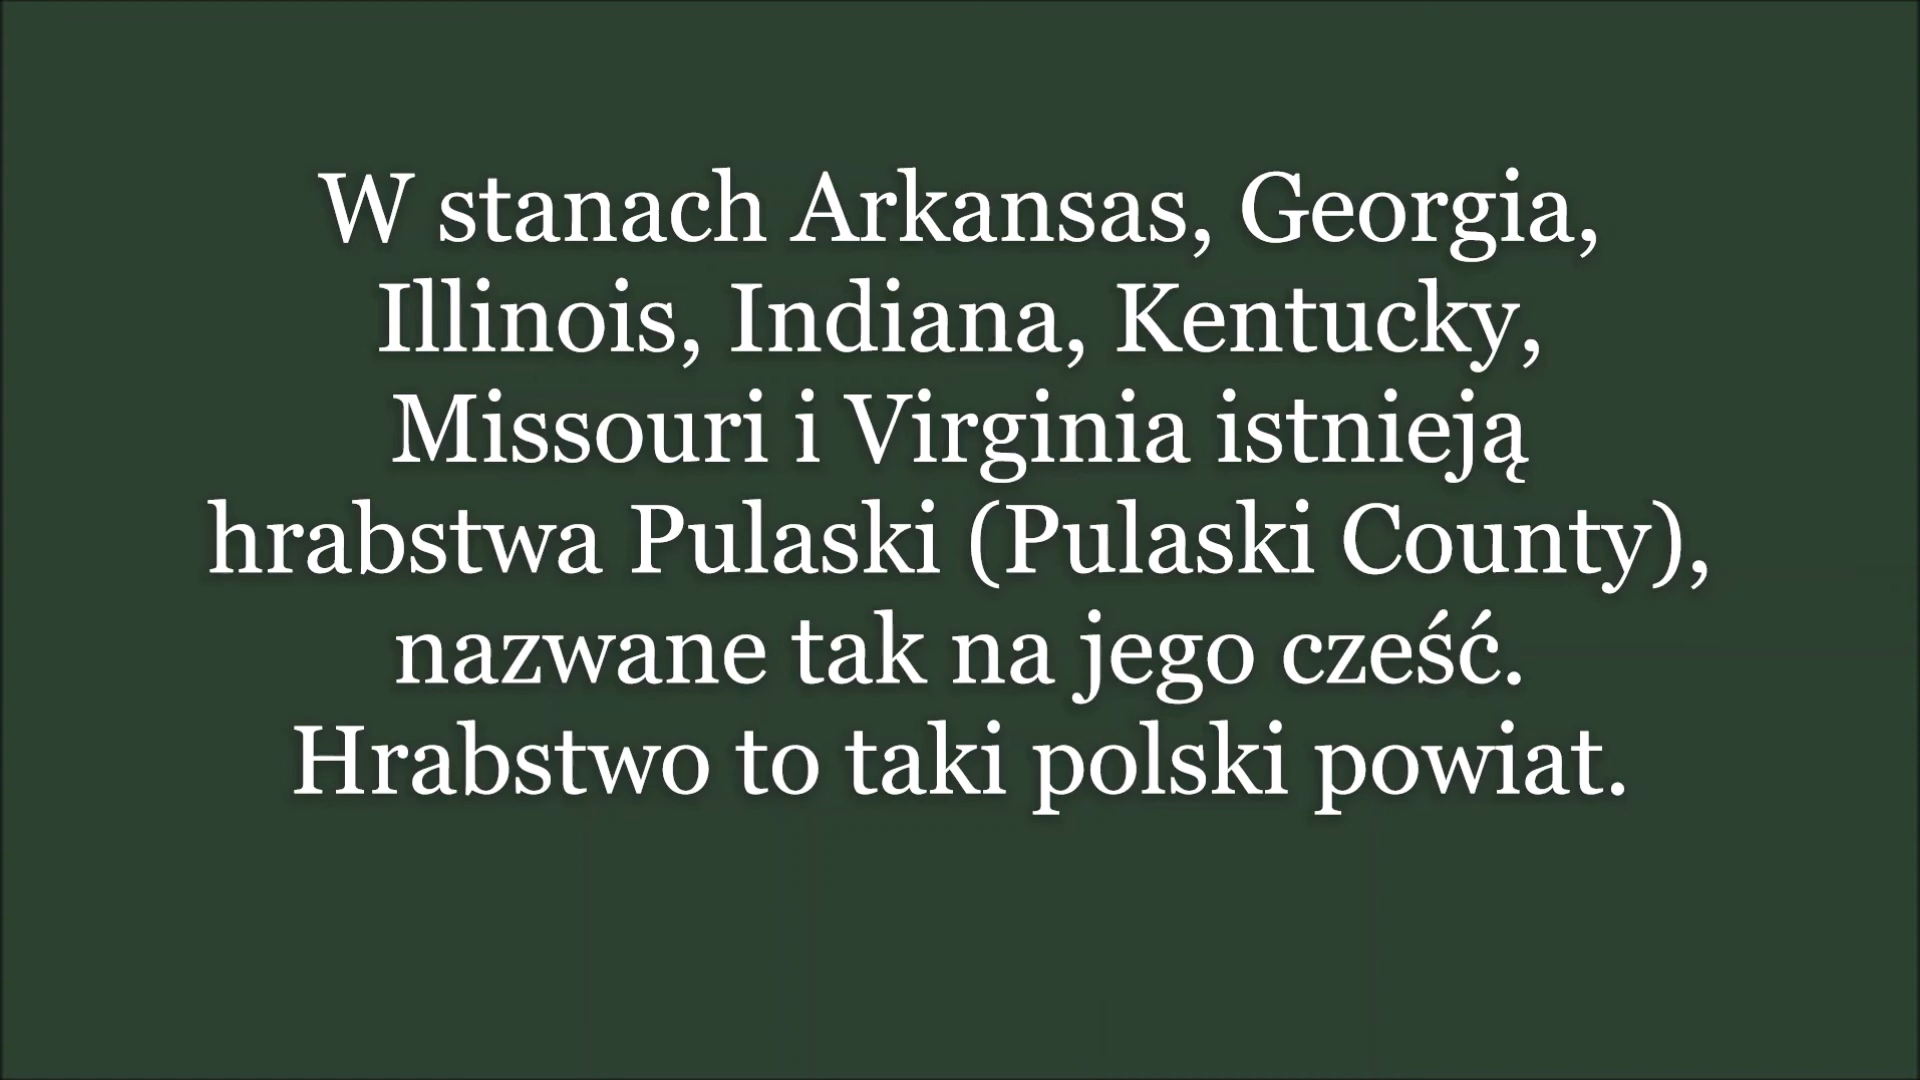 W stanach Arkansas, Georgia,
Illinois, Indiana, Kentucky,
Missouri i Virginia istnieją
hrabstwa Pulaski (Pulaski County),
nazwane tak na jego cześć.
Hrabstwo to taki polski powiat.